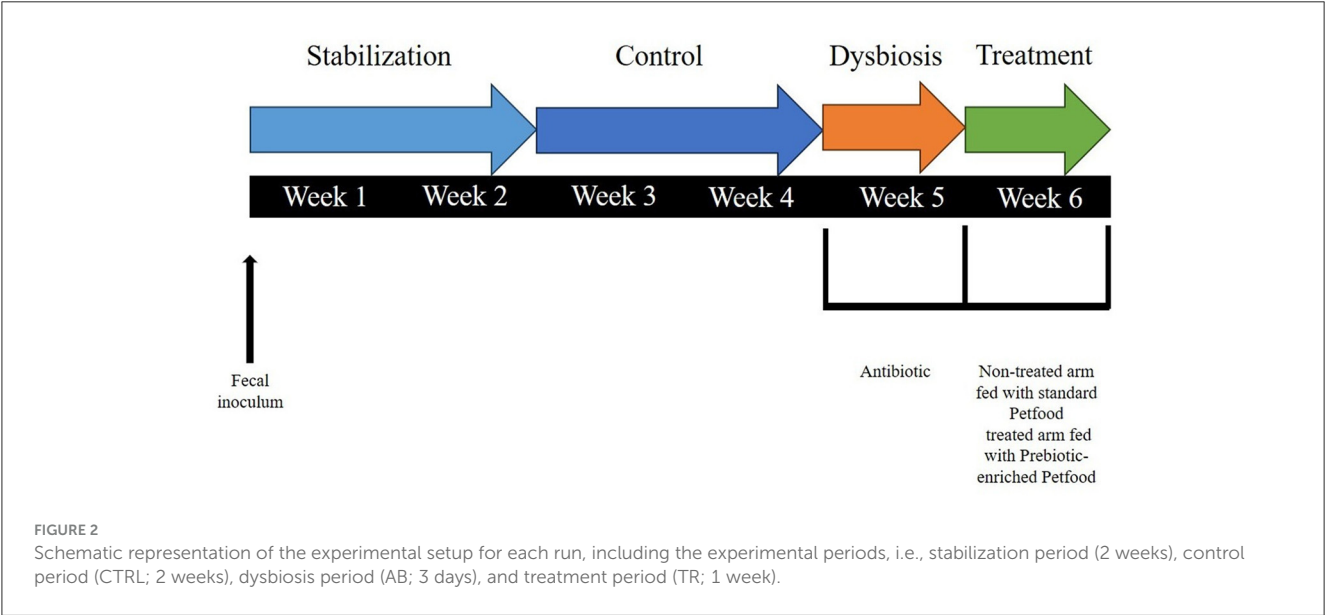 Stabilization Control Dysbiosis Treatment
Week 1 Week 2 Week 3 Week 4 Week 5 Week 6
Fecal
inoculum
Antibiotic
Non-treated arm
fed with standard
Petfood
treated arm fed
with Prebiotic-
enriched Petfood
FIGURE 2
Schematic representation of the experimental setup for each run, including the experimental periods, i.e., stabilization period (2 weeks), control
period (CTRL; 2 weeks), dysbiosis period (AB; 3 days), and treatment period (TR; 1 week).